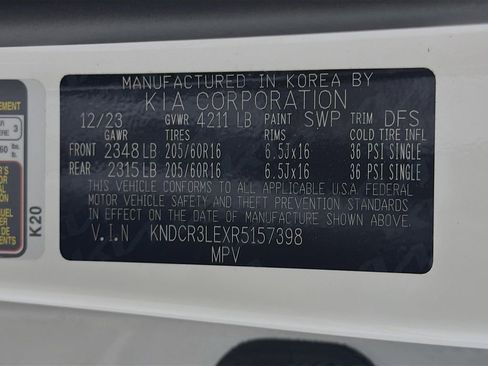 MANUFACTURED IN KOREA BY
KIA CORPORATION
12/23 GVWR 4211 LB PAINT SWP TRIM DFS
GAWR TIRES RIMS COLD TIRE INFL
FRONT 2348 LB 205/60R16 6.5Jx16 36 PSI SINGLE
REAR 2315 LB 205/60R16 6.5Jx16 36 PSI SINGLE
THIS VEHICLE CONFORMS TO ALL APPLICABLE U.S.A. FEDERAL
MOTOR VEHICLE SAFETY AND THEFT PREVENTION STANDARDS
IN EFFECT ON THE DATE OF MANUFACTURE SHOWN ABOVE.
V.I.N KNDCR3LEXR5157398
MPV
K20